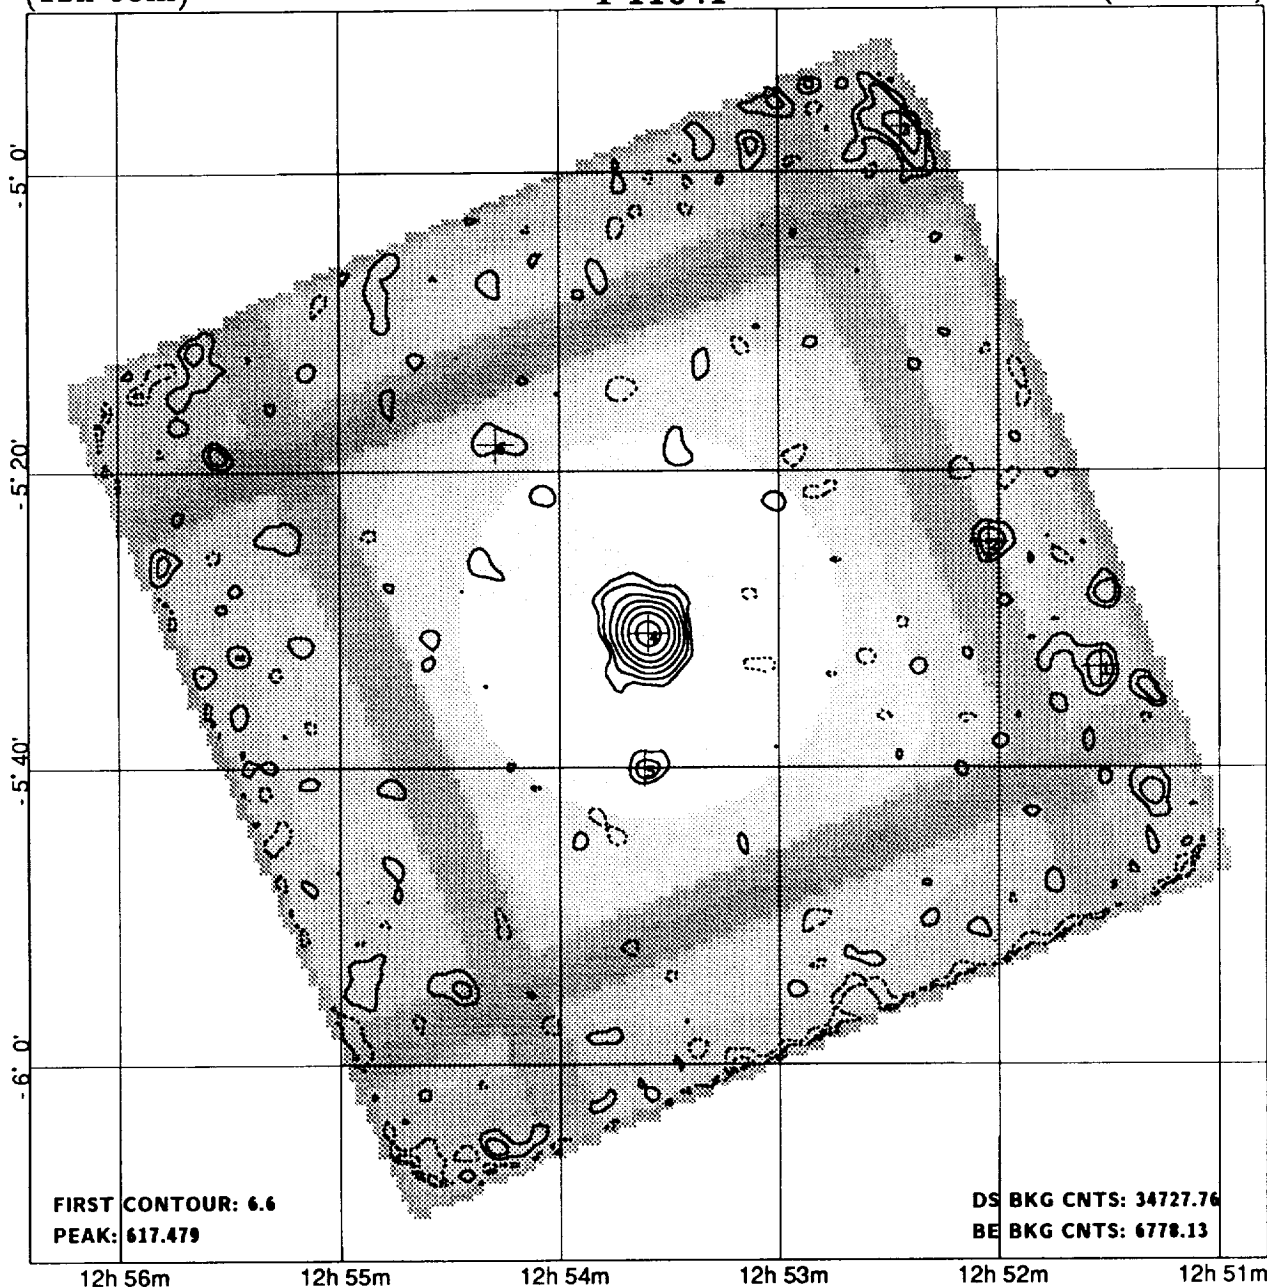 -5° 0'
-5° 20'
-5° 40'
-6° 0'
FIRST CONTOUR: 6.6
PEAK: 617.479
DS BKG CNTS: 34727.76
BE BKG CNTS: 6778.13
12h 56m 12h 55m 12h 54m 12h 53m 12h 52m 12h 51m